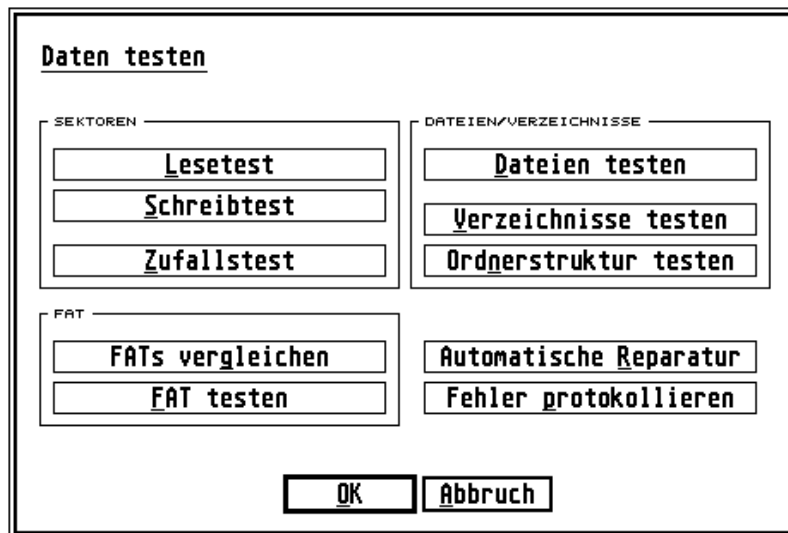 Daten testen
SEKTOREN
Lesetest
Schreibtest
Zufallstest
DATEIEN/VERZEICHNISSE
Dateien testen
Verzeichnisse testen
Ordnerstruktur testen
FAT
FATs vergleichen
FAT testen
Automatische Reparatur
Fehler protokollieren
OK
Abbruch